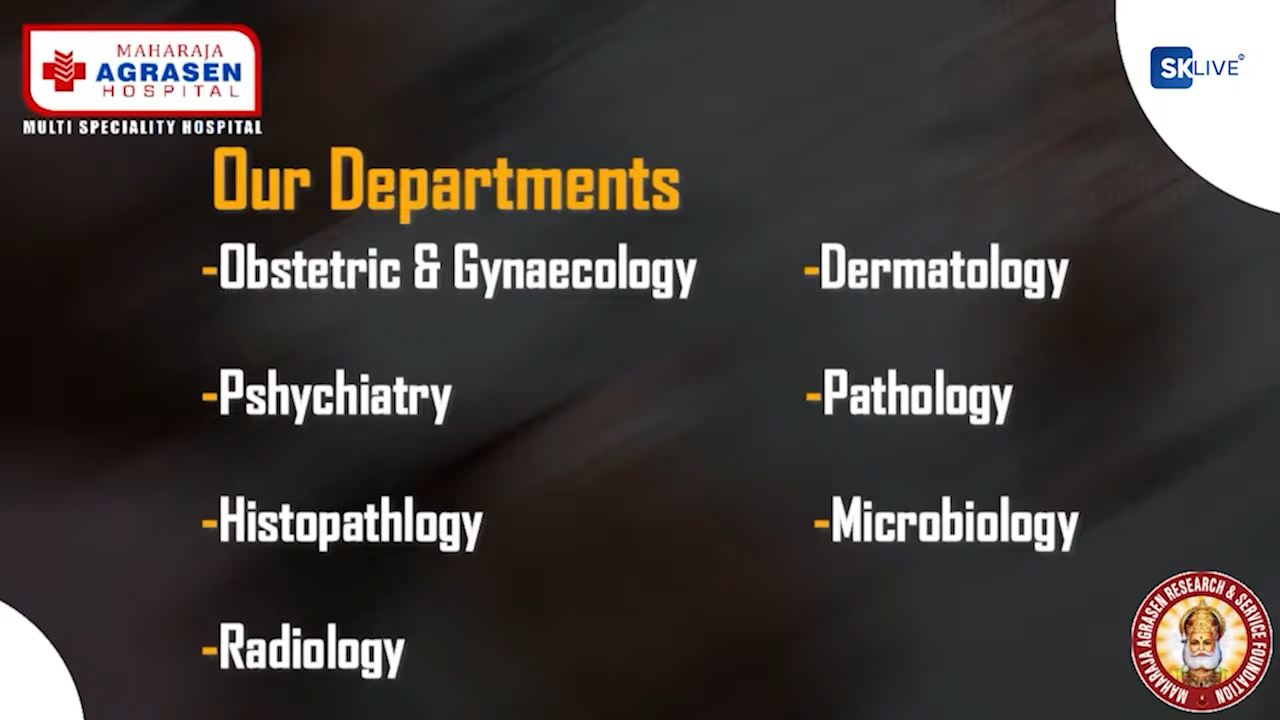 MAHARAJA
AGRASEN
HOSPITAL
MULTI SPECIALITY HOSPITAL
SKLIVE
Our Departments
-Obstetric & Gynaecology
-Dermatology
-Pshychiatry
-Pathology
-Histopathlogy
-Microbiology
-Radiology
MAHARAJA AGRASEN RESEARCH & SERVICE FOUNDATION